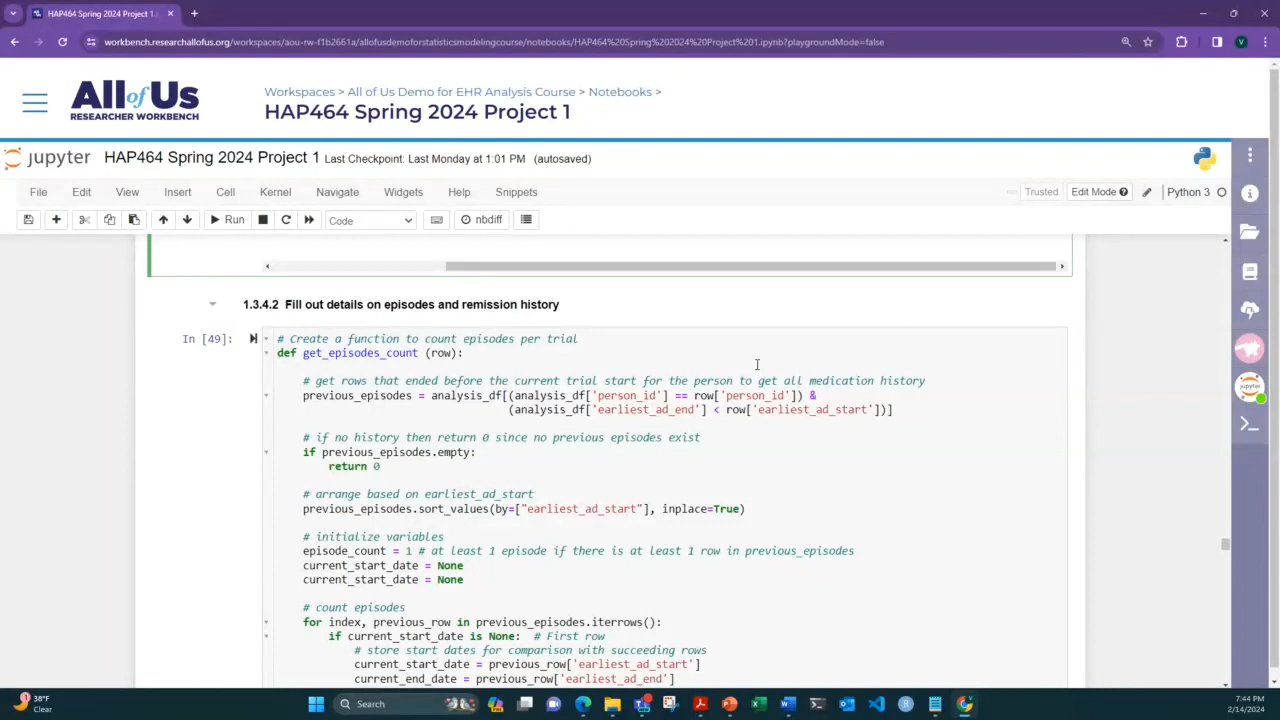 HAP464 Spring 2024 Project 1.
workbench.researchallofus.org/workspaces/aou-rw-f1b2661a/allofusdemoforstatisticsmodelingcourse/notebooks/HAP464%20Spring%202024%20Project%201.ipynb?playgroundMode=false
V
All of Us
RESEARCHER WORKBENCH
Workspaces > All of Us Demo for EHR Analysis Course > Notebooks >
HAP464 Spring 2024 Project 1
jupyter HAP464 Spring 2024 Project 1 Last Checkpoint: Last Monday at 1:01 PM (autosaved)
File Edit View Insert Cell Kernel Navigate Widgets Help Snippets Trusted Edit Mode Python 3
Run Code nbdiff
1.3.4.2 Fill out details on episodes and remission history
In [49]:
# Create a function to count episodes per trial
def get_episodes_count (row):
# get rows that ended before the current trial start for the person to get all medication history
previous_episodes = analysis_df[(analysis_df['person_id'] == row['person_id']) &
(analysis_df['earliest_ad_end'] < row['earliest_ad_start'])]
# if no history then return 0 since no previous episodes exist
if previous_episodes.empty:
return 0
# arrange based on earliest_ad_start
previous_episodes.sort_values(by=["earliest_ad_start"], inplace=True)
# initialize variables
episode_count = 1 # at least 1 episode if there is at least 1 row in previous_episodes
current_start_date = None
current_start_date = None
# count episodes
for index, previous_row in previous_episodes.iterrows():
if current_start_date is None: # First row
# store start dates for comparison with succeeding rows
current_start_date = previous_row['earliest_ad_start']
current_end_date = previous_row['earliest_ad_end']
1
38°F
Clear
Search
7:44 PM
2/14/2024